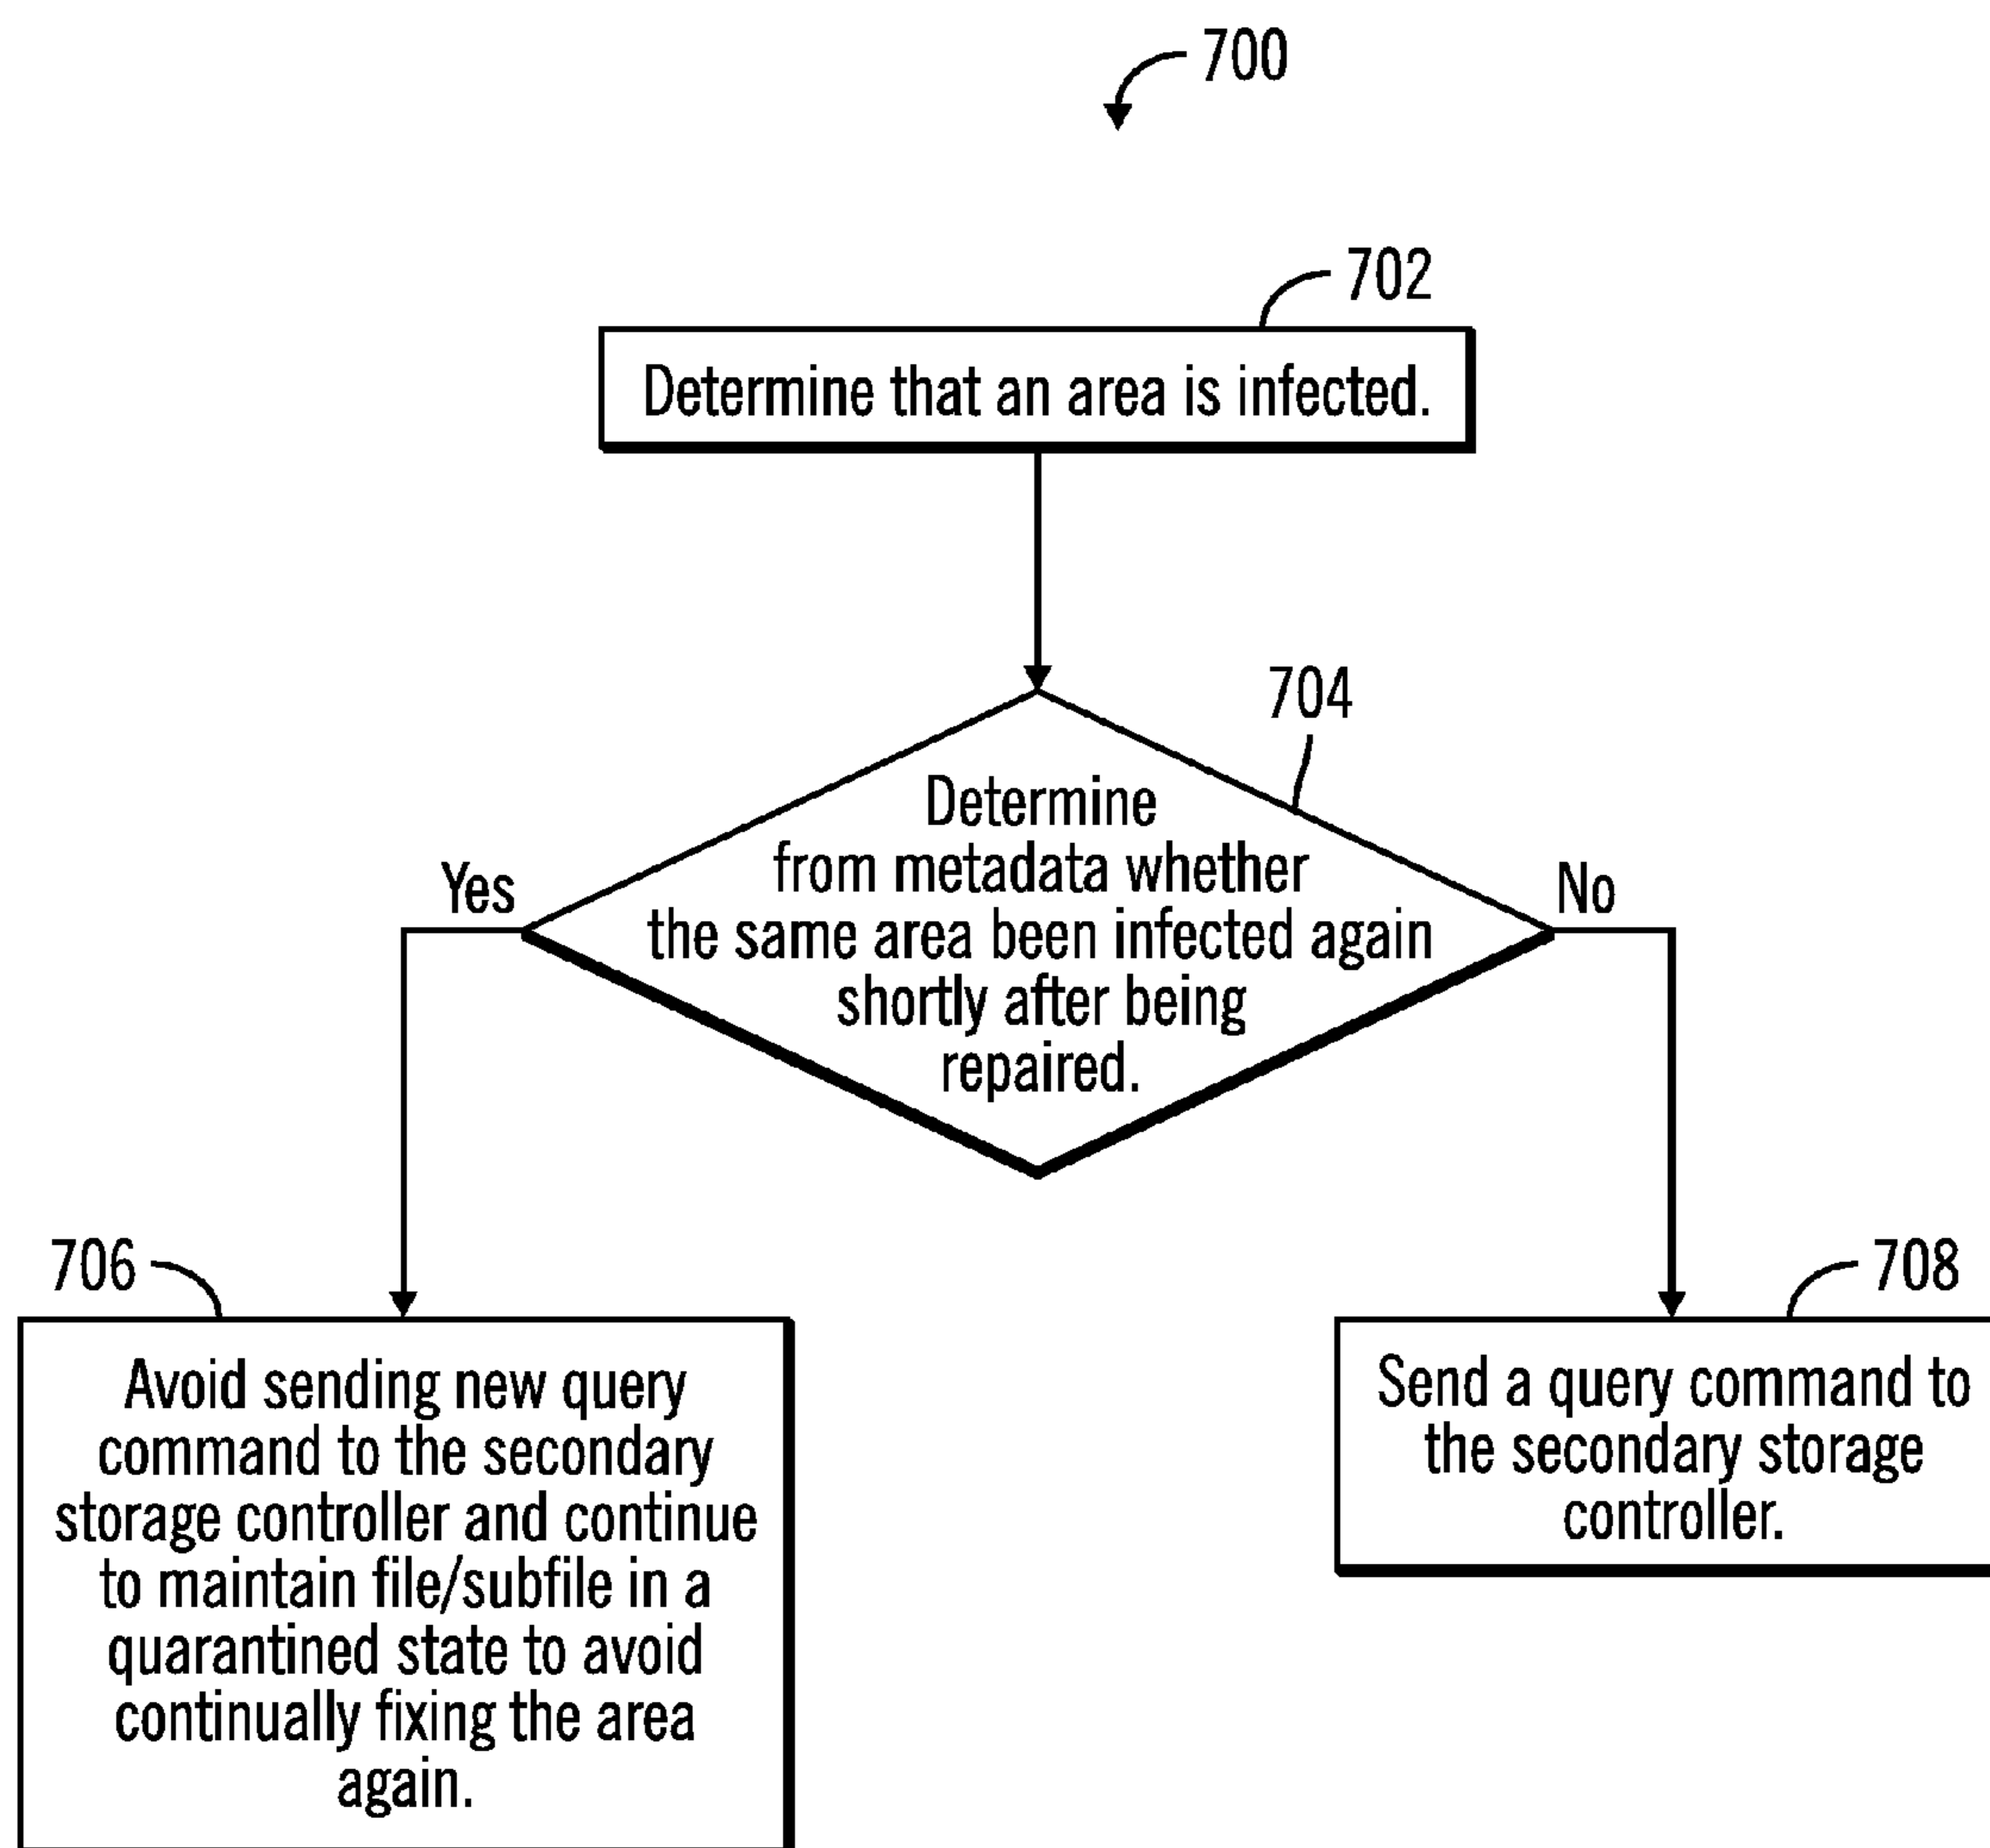 700
702
Determine that an area is infected.
704
Determine
from metadata whether
the same area been infected again
shortly after being
repaired.
Yes
No
706
Avoid sending new query
command to the secondary
storage controller and continue
to maintain file/subfile in a
quarantined state to avoid
continually fixing the area
again.
708
Send a query command to
the secondary storage
controller.